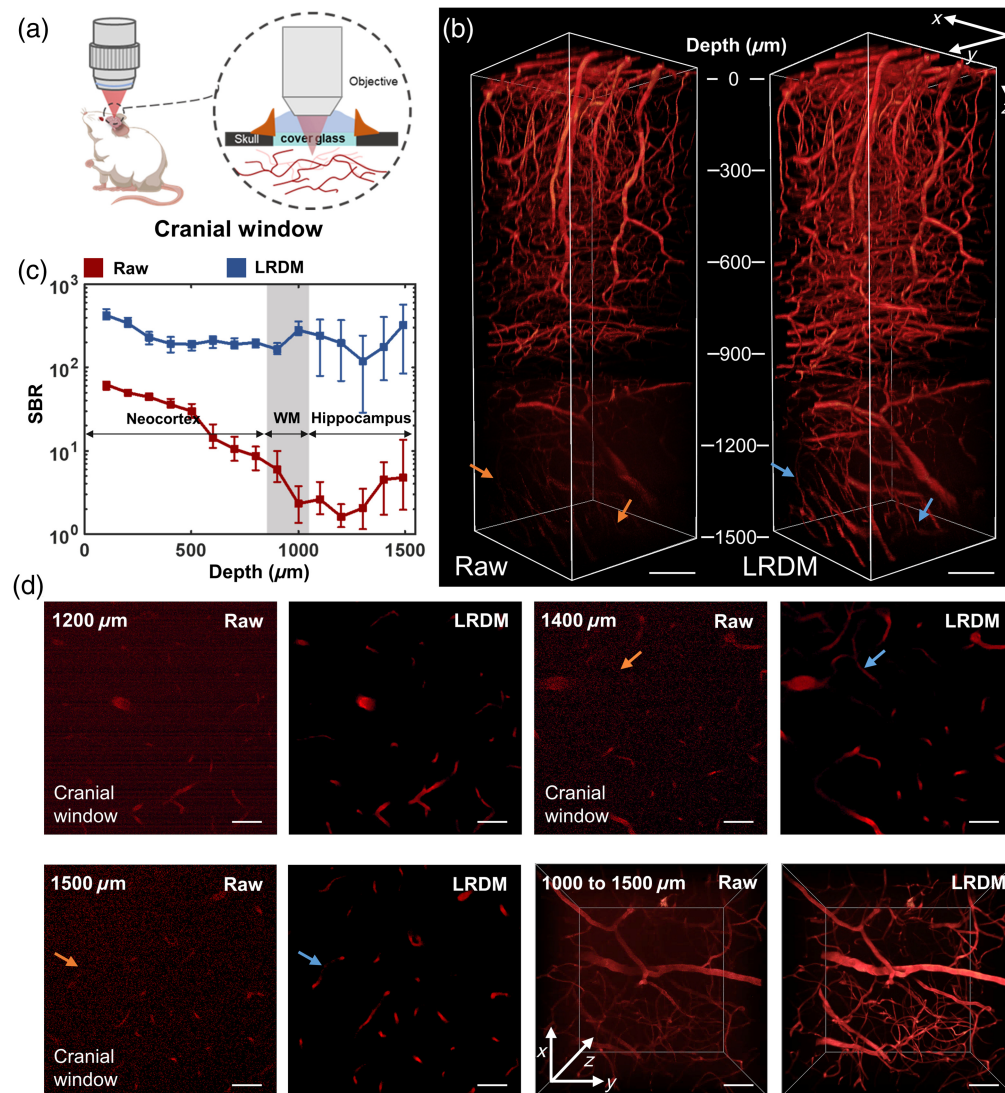 (a)
Objective
Skull
cover glass
Cranial window
(b)
Depth (µm)
x
y
z
0
300
600
900
1200
1500
Raw
LRDM
(c)
Raw
LRDM
10³
10²
10¹
10⁰
SBR
Neocortex
WM
Hippocampus
0
500
1000
1500
Depth (µm)
(d)
1200 µm
Raw
Cranial
window
LRDM
1400 µm
Raw
LRDM
1500 µm
Raw
Cranial
window
LRDM
1000 to 1500 µm
Raw
x
z
y
LRDM